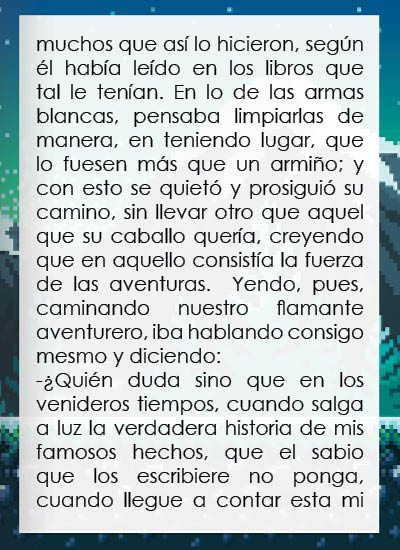 muchos que así lo hicieron, según
él había leído en los libros que
tal le tenían. En lo de las armas
blancas, pensaba limpiarlas de
manera, en teniendo lugar, que
lo fuesen más que un armiño; y
con esto se quietó y prosiguió su
camino, sin llevar otro que aquel
que su caballo quería, creyendo
que en aquello consistía la fuerza
de las aventuras. Yendo, pues,
caminando nuestro flamante
aventurero, iba hablando consigo
mesmo y diciendo:
-¿Quién duda sino que en los
venideros tiempos, cuando salga
a luz la verdadera historia de mis
famosos hechos, que el sabio
que los escribiere no ponga,
cuando llegue a contar esta mi